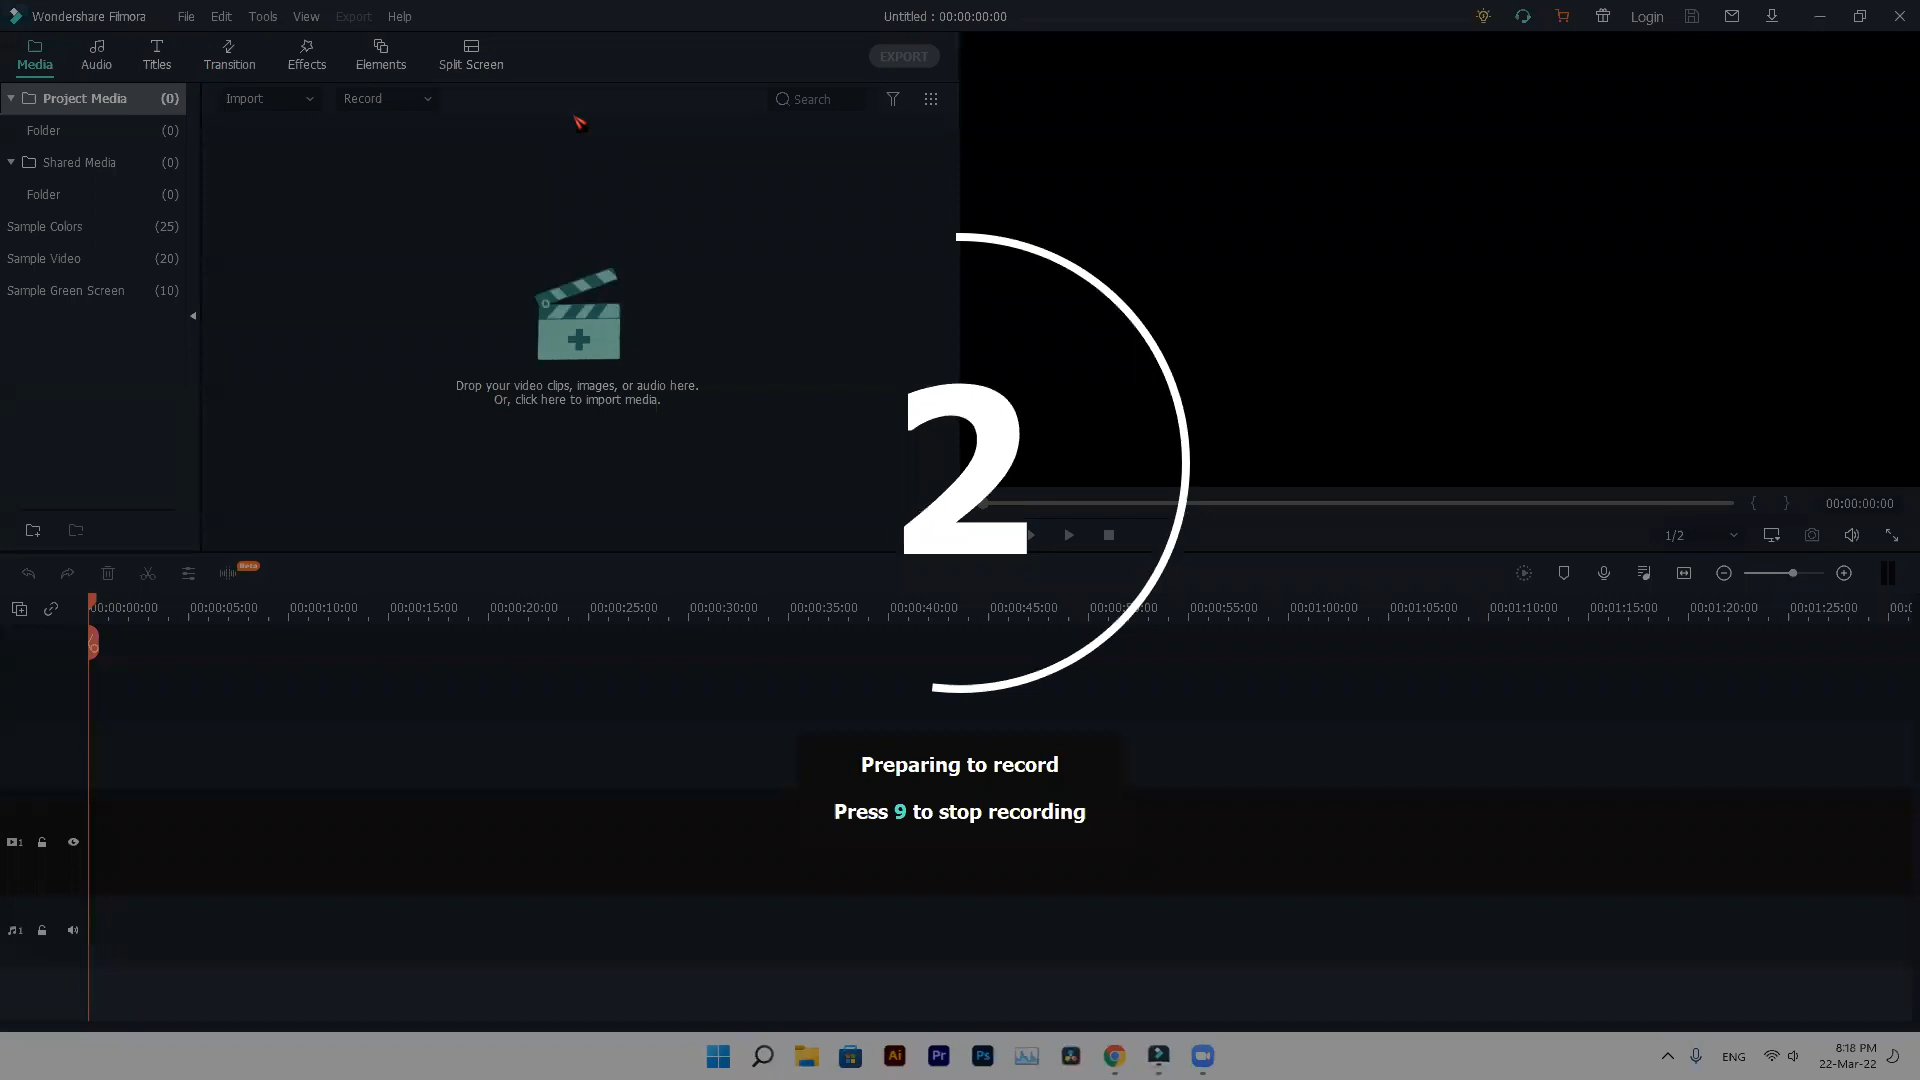 Wondershare Filmora File Edit Tools View Export Help Untitled : 00:00:00:00 Login
Media Audio Titles Transition Effects Elements Split Screen EXPORT
Project Media (0) Import Record Search
Folder (0)
Shared Media (0)
Folder (0)
Sample Colors (25)
Sample Video (20)
Sample Green Screen (10)
Drop your video clips, images, or audio here.
Or, click here to import media.
2
{ } 00:00:00:00
1/2
Beta
00:00:00:00 00:00:05:00 00:00:10:00 00:00:15:00 00:00:20:00 00:00:25:00 00:00:30:00 00:00:35:00 00:00:40:00 00:00:45:00 00:00:50:00 00:00:55:00 00:01:00:00 00:01:05:00 00:01:10:00 00:01:15:00 00:01:20:00 00:01:25:00
Preparing to record
Press 9 to stop recording
1
1
Ai Pr Ps ENG 8:18 PM
22-Mar-22